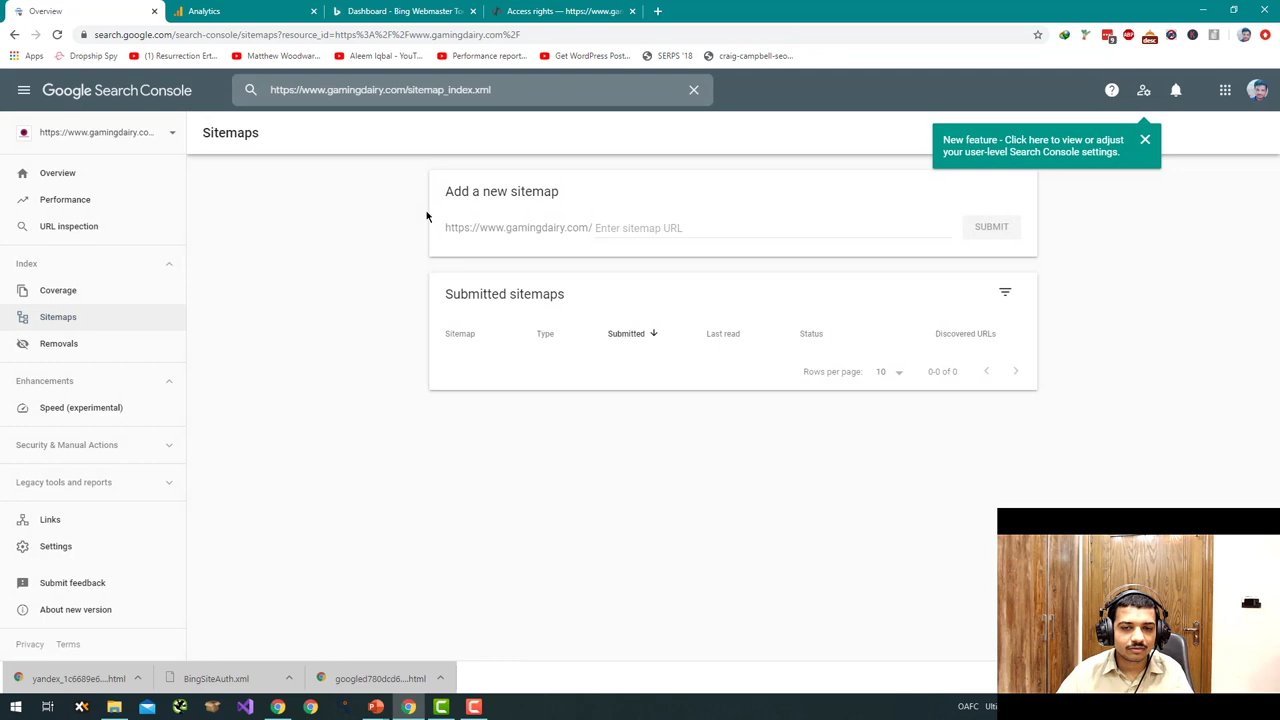 Overview
Analytics
Dashboard - Bing Webmaster To
Access rights — https://www.ga
search.google.com/search-console/sitemaps?resource_id=https%3A%2F%2Fwww.gamingdairy.com%2F
Apps
Dropship Spy
(1) Resurrection Ert...
Matthew Woodwar...
Aleem Iqbal - YouT...
Performance report...
Get WordPress Post...
SERPS '18
craig-campbell-seo...
9
ABP
desc
Google Search Console
https://www.gamingdairy.com/sitemap_index.xml
https://www.gamingdairy.co...
Sitemaps
New feature - Click here to view or adjust
your user-level Search Console settings.
Overview
Performance
URL inspection
Index
Coverage
Sitemaps
Removals
Enhancements
Speed (experimental)
Security & Manual Actions
Legacy tools and reports
Links
Settings
Submit feedback
About new version
Privacy Terms
Add a new sitemap
https://www.gamingdairy.com/ Enter sitemap URL
SUBMIT
Submitted sitemaps
Sitemap Type Submitted Last read Status Discovered URLs
Rows per page: 10 0-0 of 0
yandex_1c6689e6....html
BingSiteAuth.xml
googled780dcd6....html
OAFC Ulti